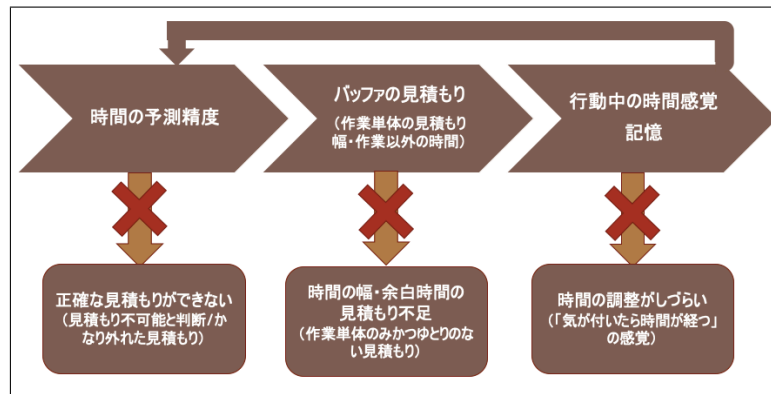 時間の予測精度
バッファの見積もり
(作業単体の見積もり
幅・作業以外の時間)
行動中の時間感覚
記憶
正確な見積もりができない
(見積もり不可能と判断/か
なり外れた見積もり)
時間の幅・余白時間の
見積もり不足
(作業単体のみかつゆとりのな
い見積もり)
時間の調整がしづらい
(「気が付いたら時間が経つ」
の感覚)